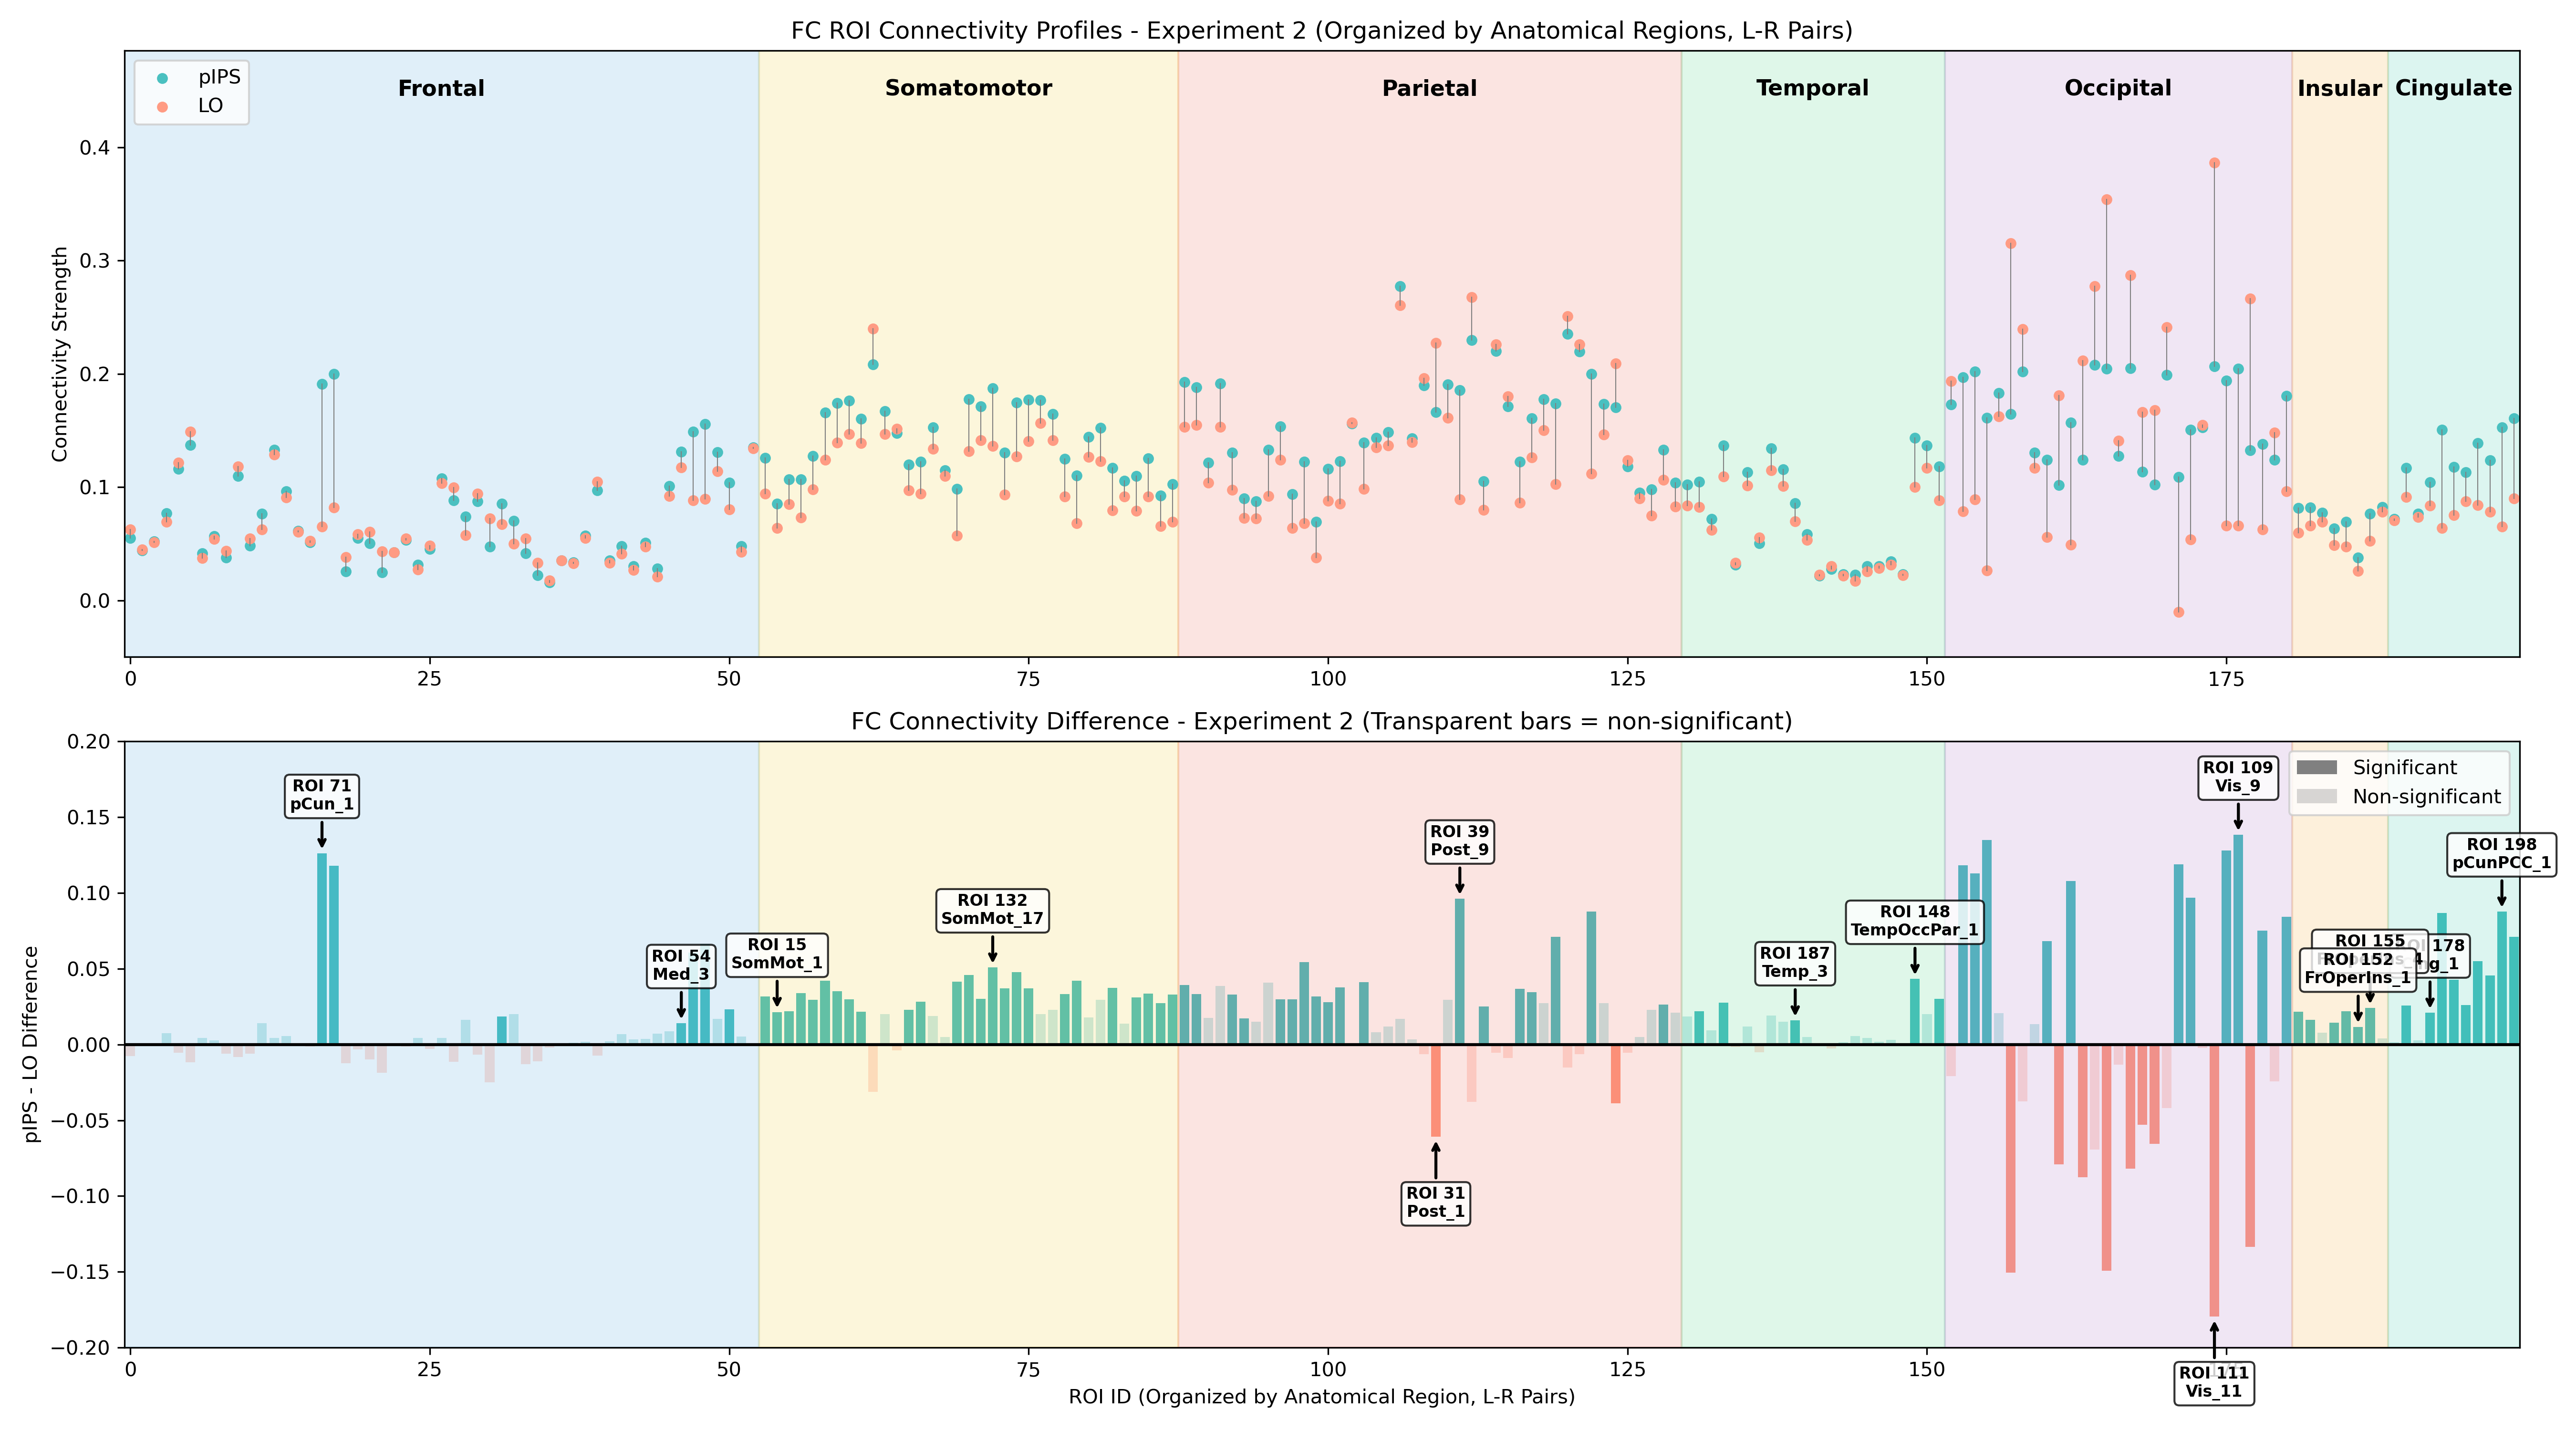 FC ROI Connectivity Profiles - Experiment 2 (Organized by Anatomical Regions, L-R Pairs)
pIPS
LO
Frontal
Somatomotor
Parietal
Temporal
Occipital
Insular
Cingulate
Connectivity Strength
0.4
0.3
0.2
0.1
0.0
0
25
50
75
100
125
150
175
FC Connectivity Difference - Experiment 2 (Transparent bars = non-significant)
Significant
Non-significant
pIPS - LO Difference
0.20
0.15
0.10
0.05
0.00
−0.05
−0.10
−0.15
−0.20
ROI 71
pCun_1
ROI 54
Med_3
ROI 15
SomMot_1
ROI 132
SomMot_17
ROI 39
Post_9
ROI 31
Post_1
ROI 187
Temp_3
ROI 148
TempOccPar_1
ROI 109
Vis_9
ROI 111
Vis_11
ROI 155
ROI 152
FrOperIns_1
178
ROI 198
pCunPCC_1
0
25
50
75
100
125
150
ROI ID (Organized by Anatomical Region, L-R Pairs)